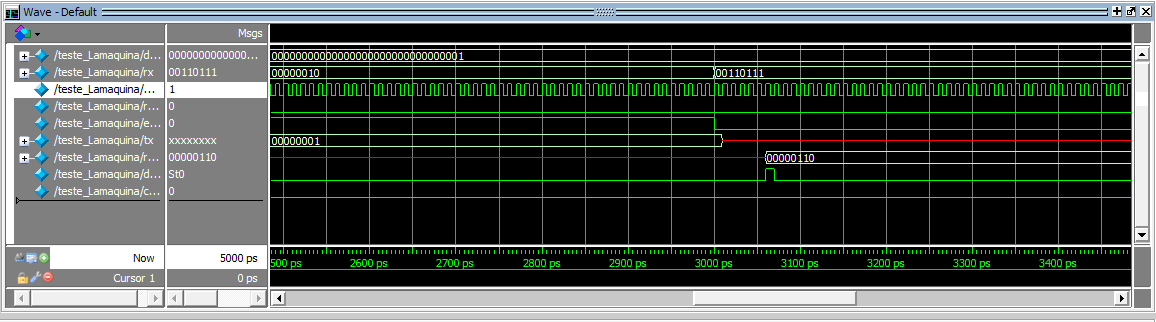 Wave - Default
Msgs
/teste_Lamaquina/d... 0000000000000... 00000000000000000000000000000001
/teste_Lamaquina/rx 00110111 00000010 00110111
/teste_Lamaquina/... 1
/teste_Lamaquina/r... 0
/teste_Lamaquina/e... 0
/teste_Lamaquina/tx xxxxxxxx 00000001
/teste_Lamaquina/r... 00000110 00000110
/teste_Lamaquina/d... St0
/teste_Lamaquina/c... 0
Now 5000 ps 500 ps 2600 ps 2700 ps 2800 ps 2900 ps 3000 ps 3100 ps 3200 ps 3300 ps 3400 ps
Cursor 1 0 ps